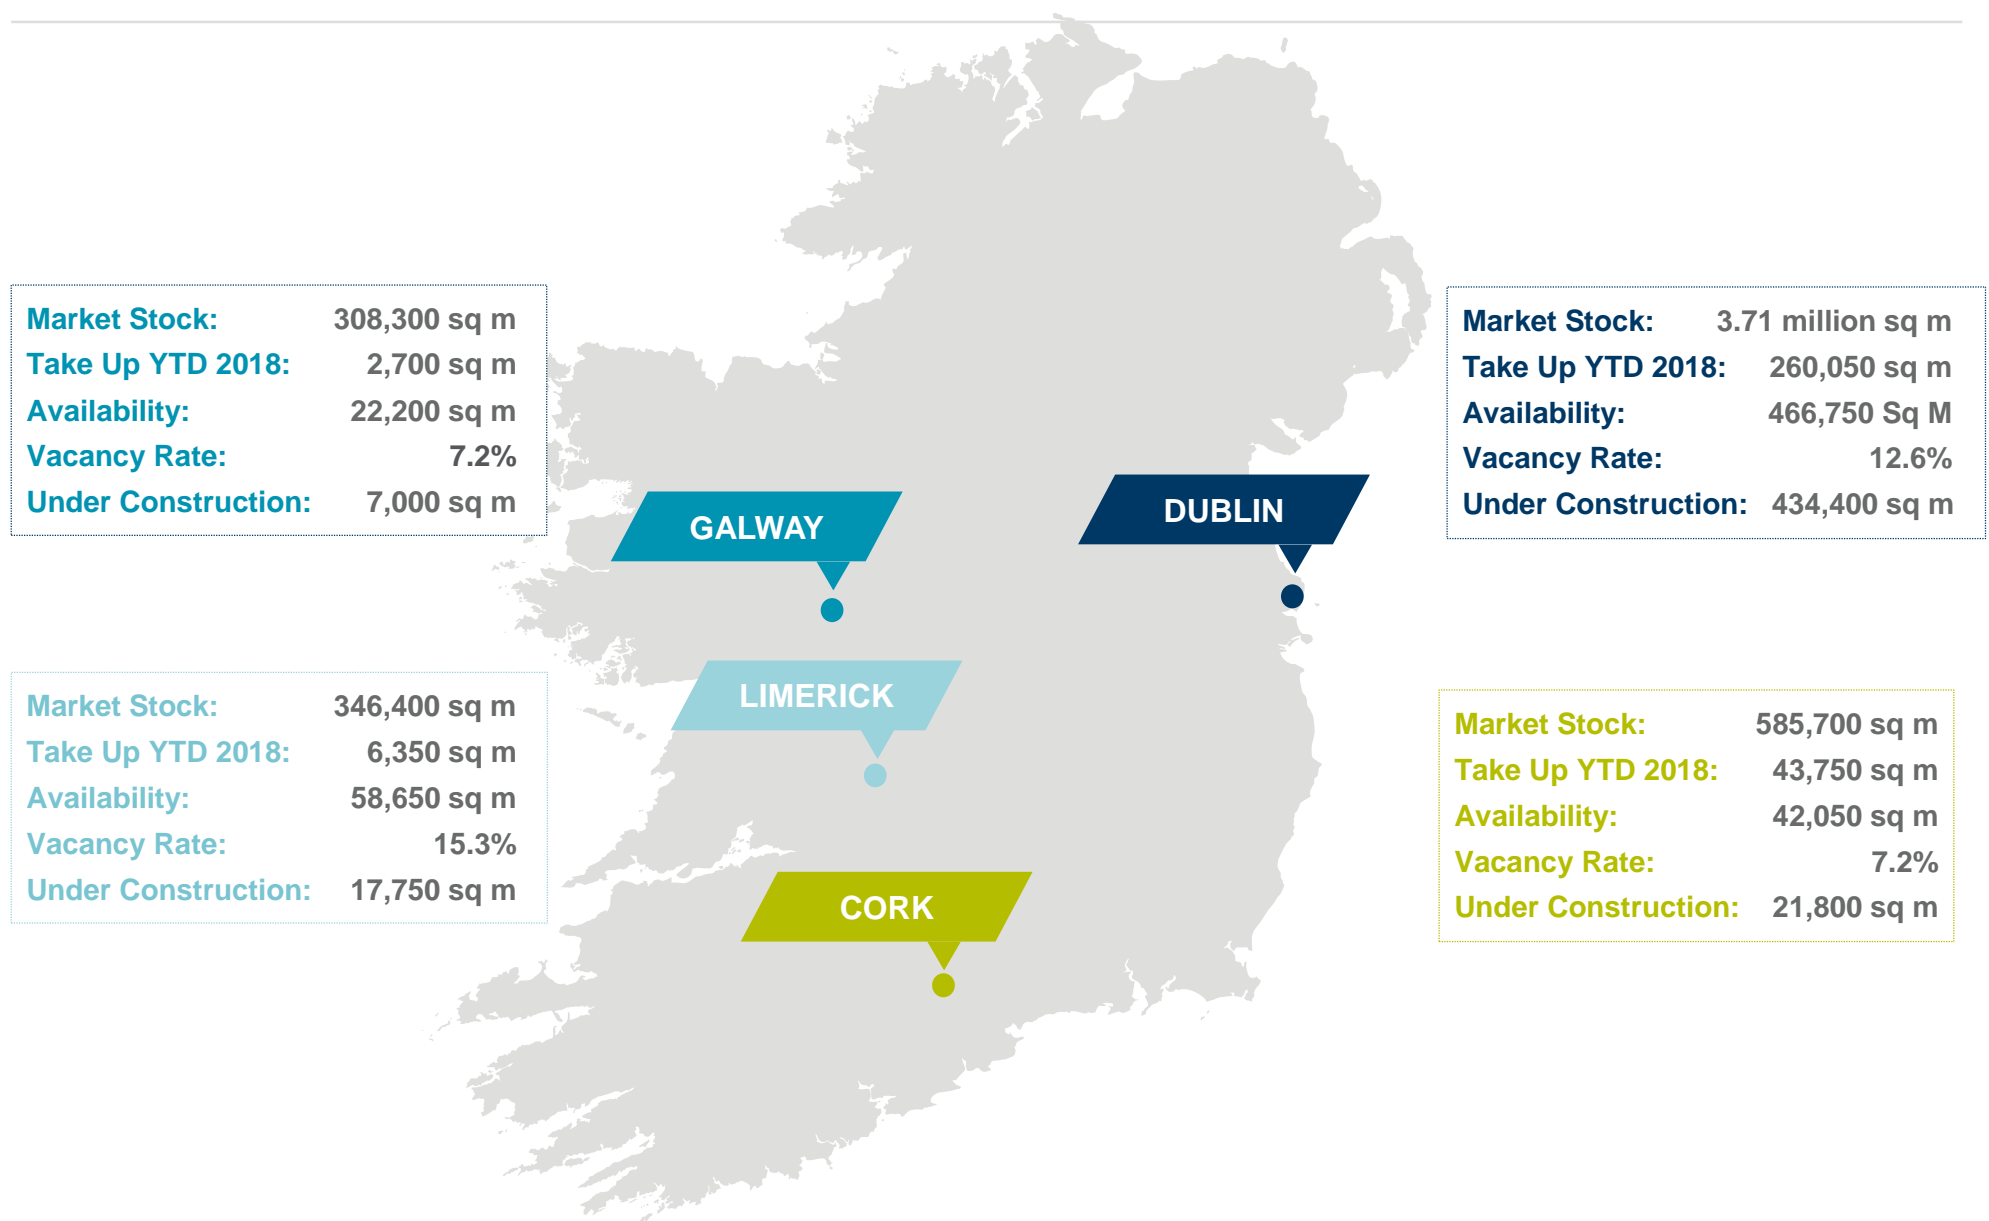 Market Stock: 308,300 sq m
Take Up YTD 2018: 2,700 sq m
Availability: 22,200 sq m
Vacancy Rate: 7.2%
Under Construction: 7,000 sq m
Market Stock: 3.71 million sq m
Take Up YTD 2018: 260,050 sq m
Availability: 466,750 Sq M
Vacancy Rate: 12.6%
Under Construction: 434,400 sq m
GALWAY
DUBLIN
LIMERICK
CORK
Market Stock: 346,400 sq m
Take Up YTD 2018: 6,350 sq m
Availability: 58,650 sq m
Vacancy Rate: 15.3%
Under Construction: 17,750 sq m
Market Stock: 585,700 sq m
Take Up YTD 2018: 43,750 sq m
Availability: 42,050 sq m
Vacancy Rate: 7.2%
Under Construction: 21,800 sq m